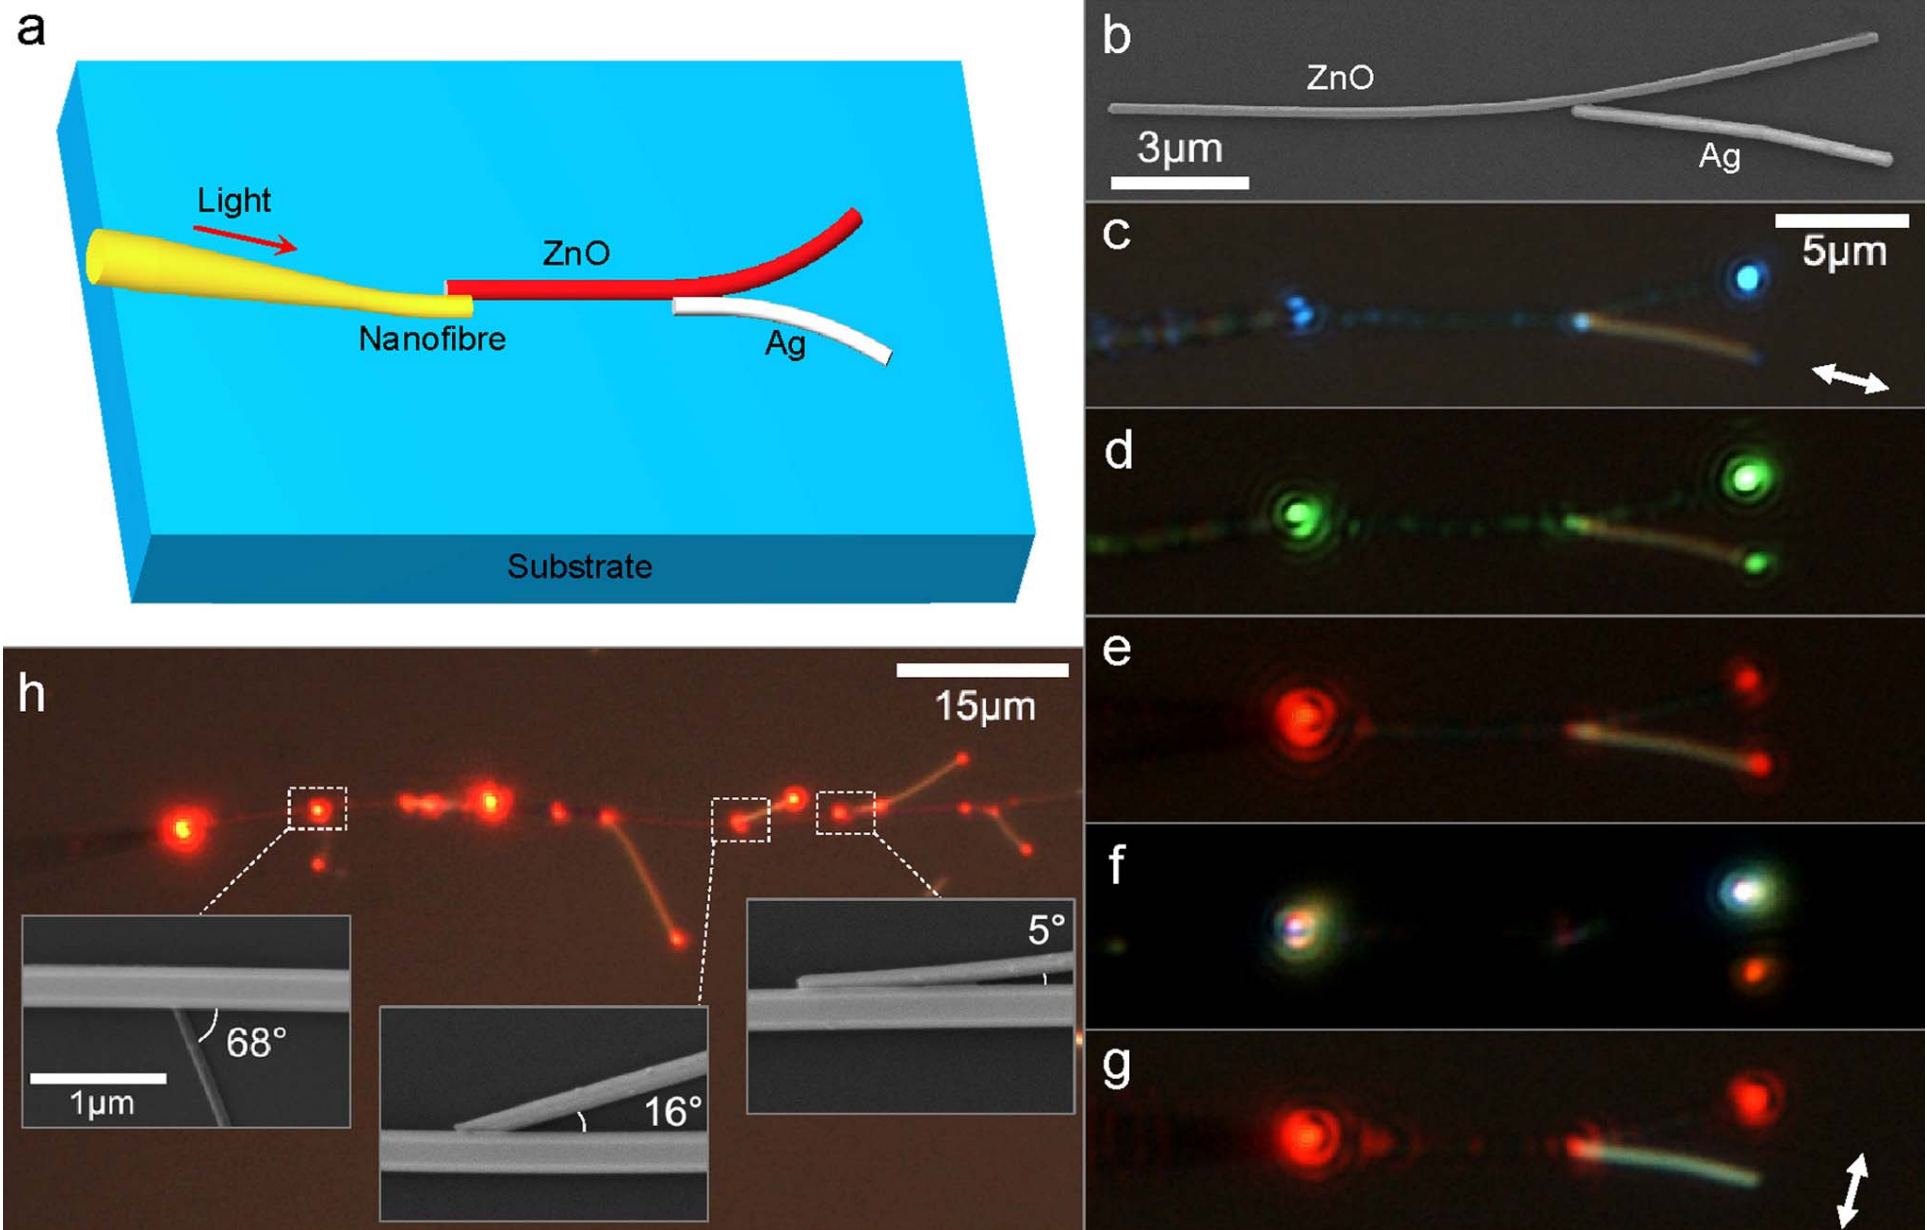 a
Light
ZnO
Nanofibre
Ag
Substrate
b
ZnO
3μm
Ag
c
5μm
d
e
f
g
h
15μm
68°
1μm
16°
5°